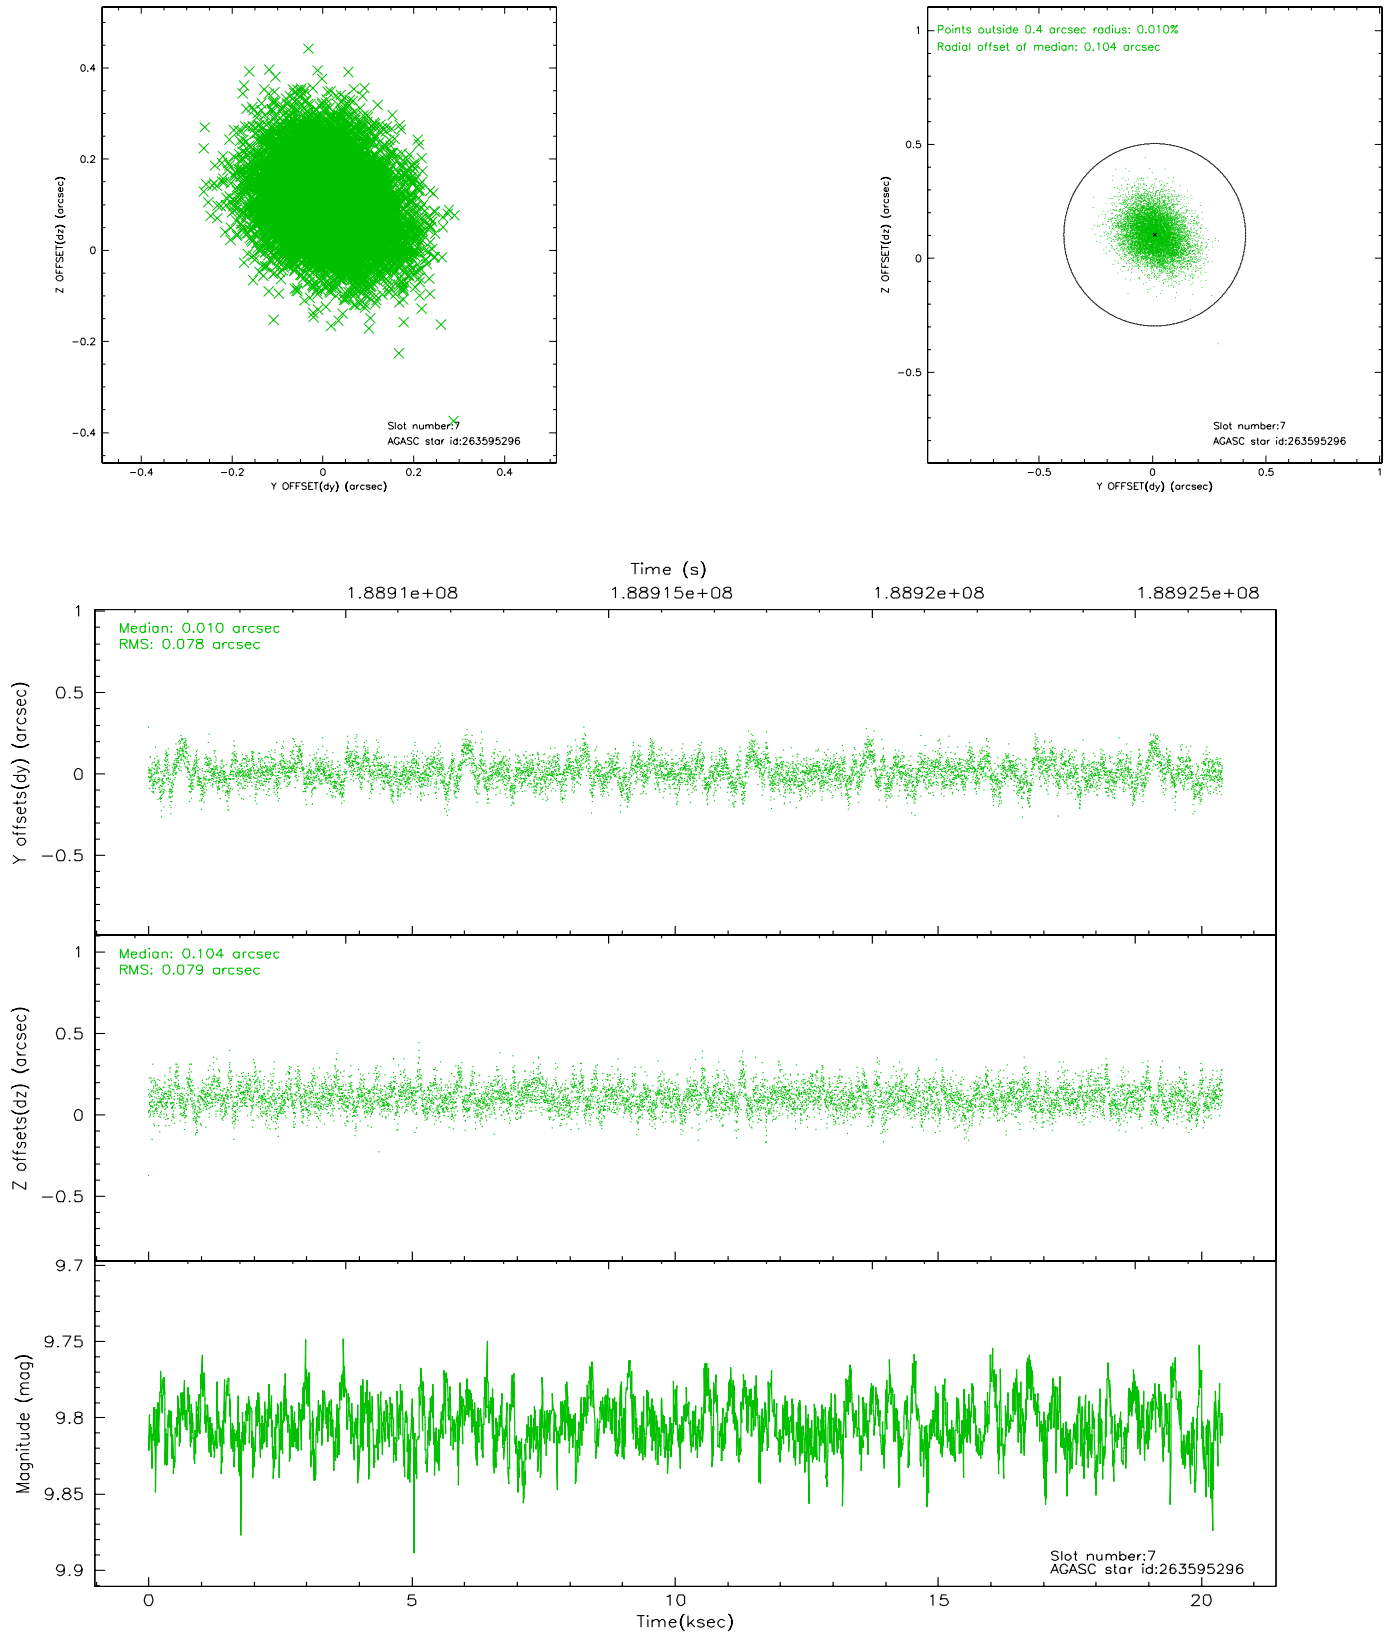 0.4
0.2
0
−0.2
−0.4
Z OFFSET(dz) (arcsec)
Slot number:7
AGASC star id:263595296
−0.4 −0.2 0 0.2 0.4
Y OFFSET(dy) (arcsec)
Points outside 0.4 arcsec radius: 0.010%
Radial offset of median: 0.104 arcsec
1
0.5
0
−0.5
Z OFFSET(dz) (arcsec)
Slot number:7
AGASC star id:263595296
−0.5 0 0.5 1
Y OFFSET(dy) (arcsec)
Time (s)
1.8891e+08 1.88915e+08 1.8892e+08 1.88925e+08
Median: 0.010 arcsec
RMS: 0.078 arcsec
1
0.5
0
−0.5
Y offsets(dy) (arcsec)
Median: 0.104 arcsec
RMS: 0.079 arcsec
1
0.5
0
−0.5
Z offsets(dz) (arcsec)
9.7
9.75
9.8
9.85
9.9
Magnitude (mag)
Slot number:7
AGASC star id:263595296
0 5 10 15 20
Time(ksec)